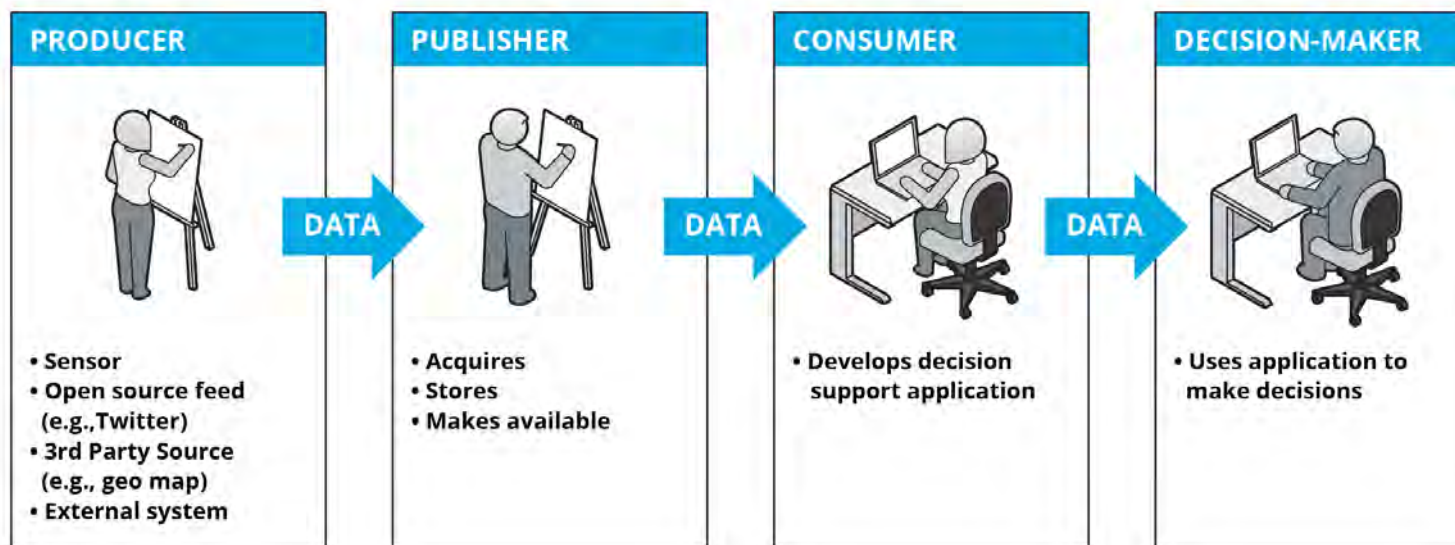 PRODUCER
• Sensor
• Open source feed
(e.g.,Twitter)
• 3rd Party Source
(e.g., geo map)
• External system
DATA
PUBLISHER
• Acquires
• Stores
• Makes available
DATA
CONSUMER
• Develops decision
support application
DATA
DECISION-MAKER
• Uses application to
make decisions